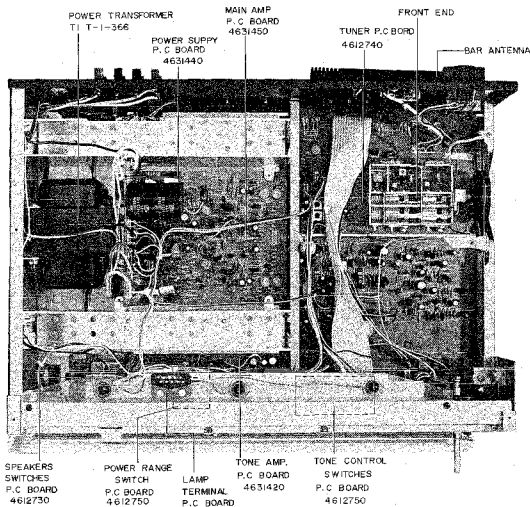 POWER TRANSFORMER
T1 T-1-366
POWER SUPPY
P. C BOARD
4631440
MAIN AMP
P. C BOARD
4631450
TUNER P.C BORD
4612740
FRONT END
BAR ANTENNA
SPEAKERS
SWITCHES
P.C BOARD
4612730
POWER RANGE
SWITCH
P.C BOARD
4612750
LAMP
TERMINAL
P.C BOARD
TONE AMP.
P.C BOARD
4631420
TONE CONTROL
SWITCHES
P.C BOARD
4612750